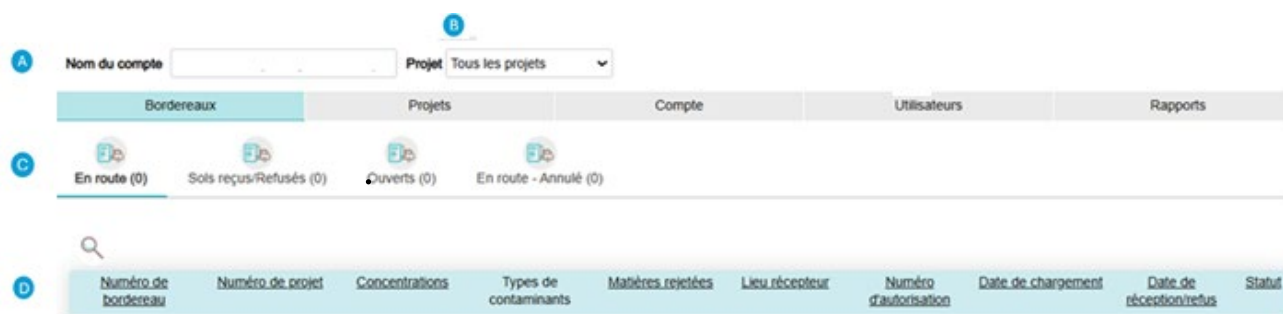 B
A Nom du compte Projet Tous les projets
Bordereaux Projets Compte Utilisateurs Rapports
C En route (0) Sols reçus/Refusés (0) Ouverts (0) En route - Annulé (0)
D Numéro de bordereau Numéro de projet Concentrations Types de contaminants Matières rejetées Lieu récepteur Numéro d'autorisation Date de chargement Date de réception/refus Statut